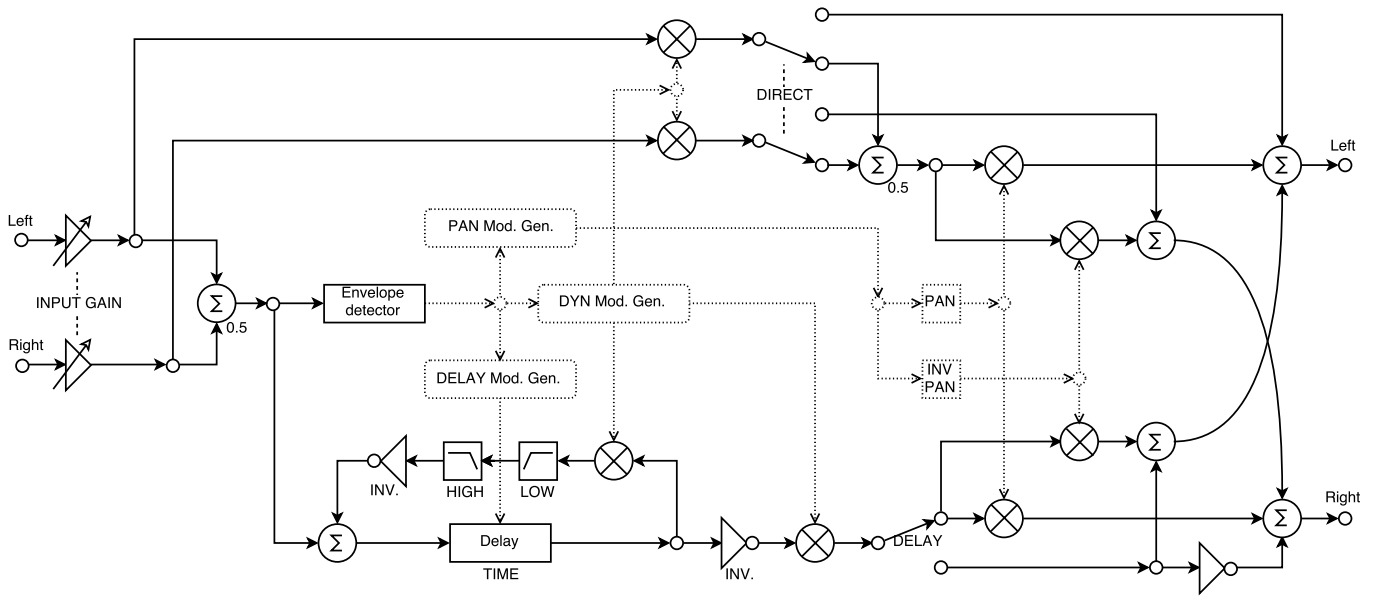 DIRECT
Left
Σ
Σ
0.5
Left
PAN Mod. Gen.
Σ
INPUT GAIN
Σ
0.5
Envelope
detector
DYN Mod. Gen.
PAN
Right
DELAY Mod. Gen.
INV
PAN
Σ
INV.
HIGH
LOW
Right
Σ
Delay
TIME
INV.
DELAY
Σ